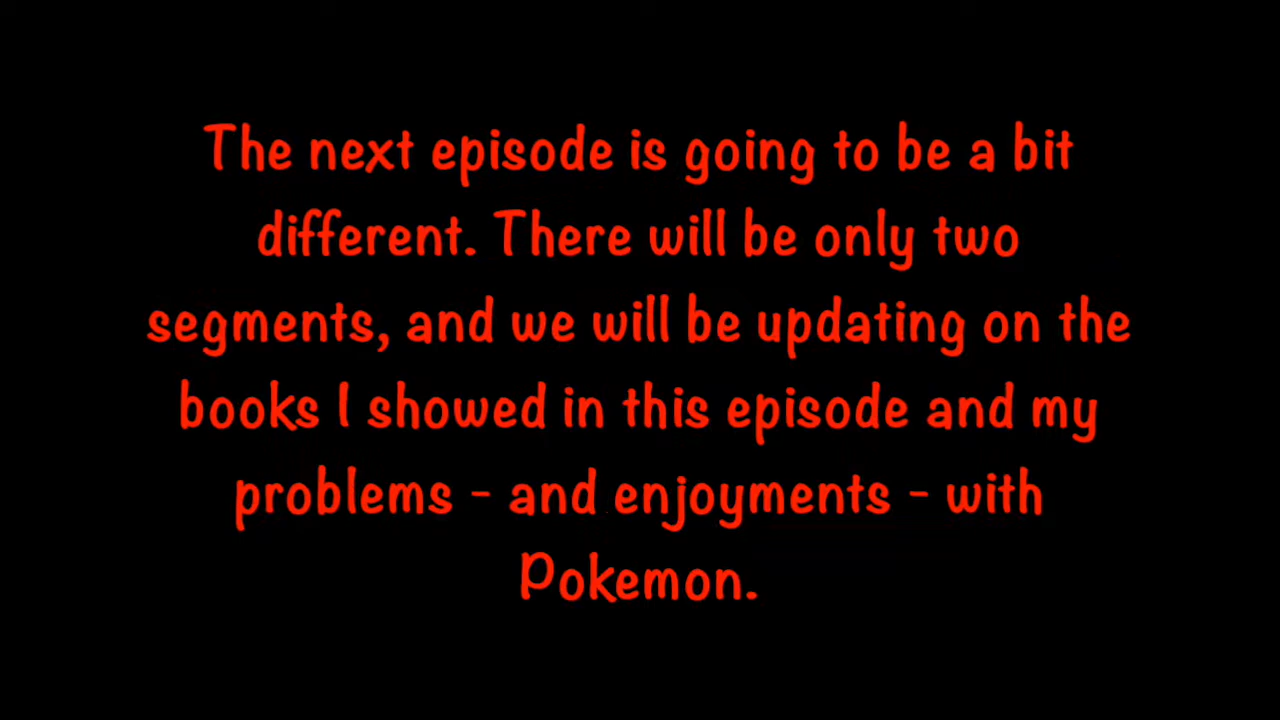 The next episode is going to be a bit
different. There will be only two
segments, and we will be updating on the
books I showed in this episode and my
problems - and enjoyments - with
Pokemon.